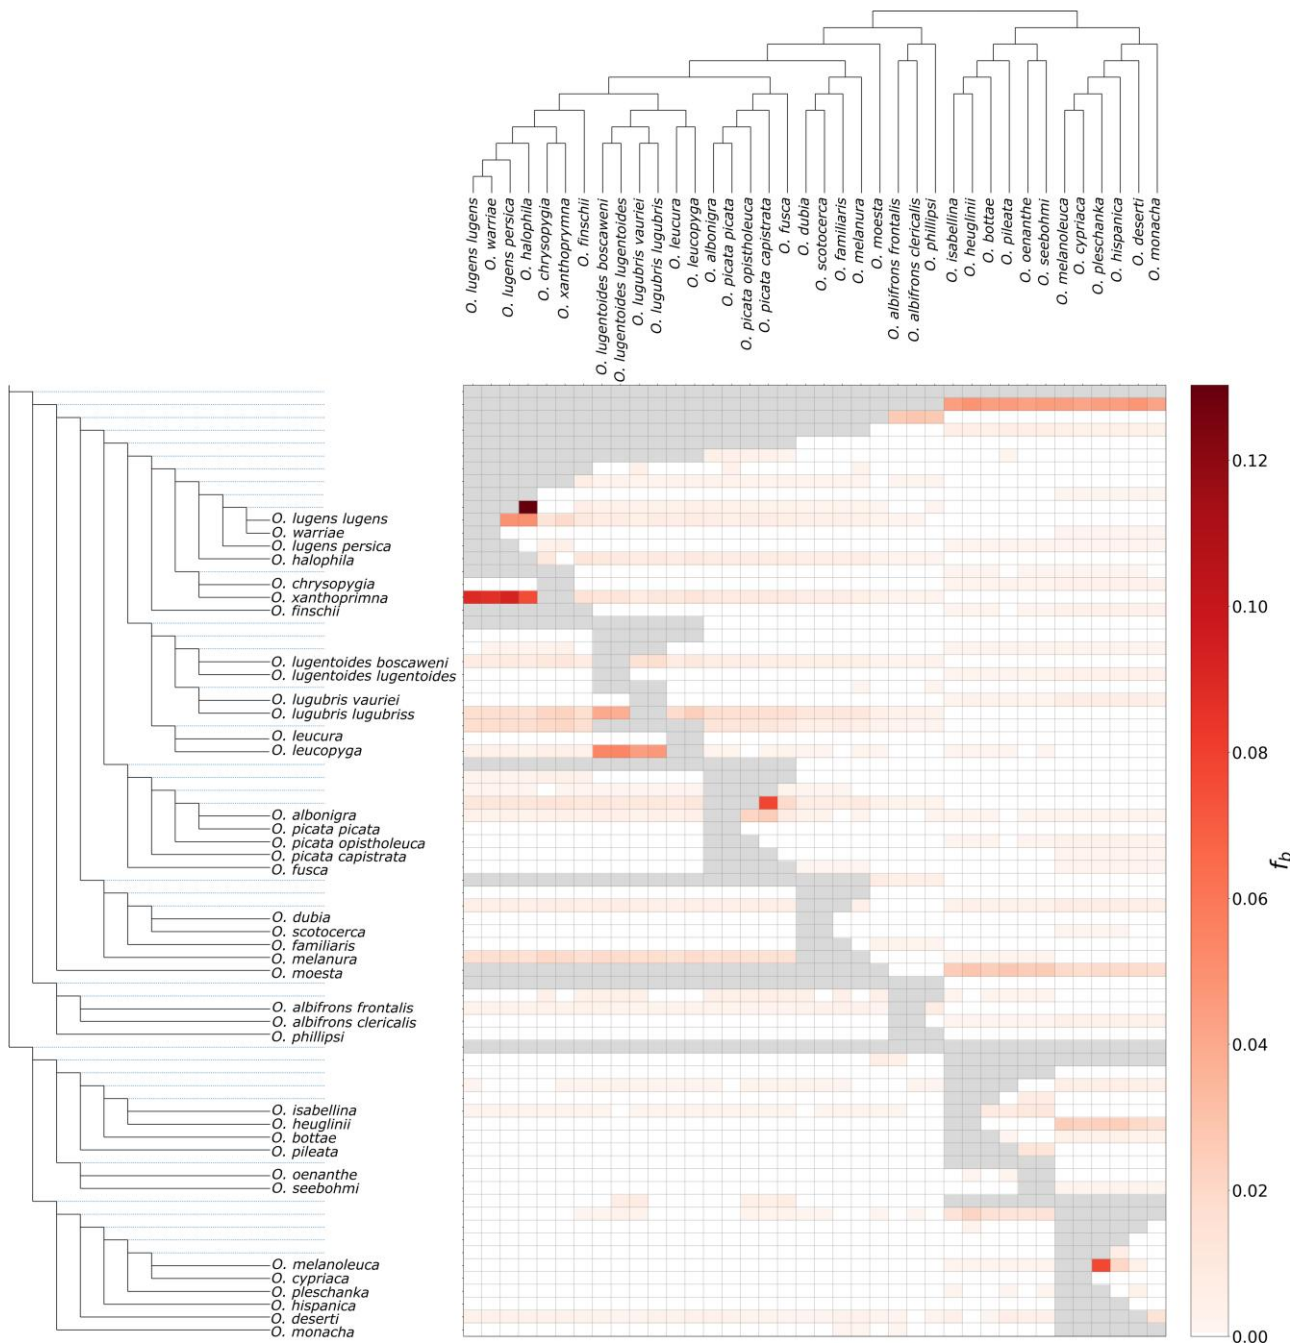 O. lugens lugens
O. warriae
O. lugens persica
O. halophila
O. chrysopygia
O. xanthoprymna
O. finschii
O. lugentoides boscaweni
O. lugentoides lugentoides
O. lugubris vauriei
O. lugubris lugubris
O. leucura
O. leucopyga
O. albonigra
O. picata picata
O. picata opistholeuca
O. picata capistrata
O. fusca
O. dubia
O. scotocerca
O. familiaris
O. melanura
O. moesta
O. albifrons frontalis
O. albifrons clericalis
O. phillipsi
O. isabellina
O. heuglinii
O. bottae
O. pileata
O. oenanthe
O. seebohmi
O. melanoleuca
O. cypriaca
O. pleschanka
O. hispanica
O. deserti
O. monacha
O. lugens lugens
O. warriae
O. lugens persica
O. halophila
O. chrysopygia
O. xanthoprimna
O. finschii
O. lugentoides boscaweni
O. lugentoides lugentoides
O. lugubris vauriei
O. lugubris lugubriss
O. leucura
O. leucopyga
O. albonigra
O. picata picata
O. picata opistholeuca
O. picata capistrata
O. fusca
O. dubia
O. scotocerca
O. familiaris
O. melanura
O. moesta
O. albifrons frontalis
O. albifrons clericalis
O. phillipsi
O. isabellina
O. heuglinii
O. bottae
O. pileata
O. oenanthe
O. seebohmi
O. melanoleuca
O. cypriaca
O. pleschanka
O. hispanica
O. deserti
O. monacha
0.12
0.10
0.08
0.06
0.04
0.02
0.00
f_b